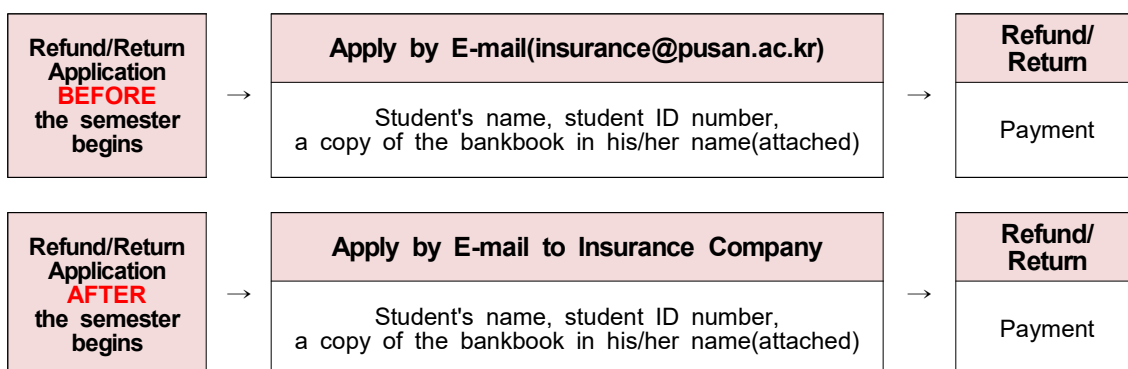 Refund/Return
Application
BEFORE
the semester
begins
→
Apply by E-mail(insurance@pusan.ac.kr)
Student's name, student ID number,
a copy of the bankbook in his/her name(attached)
→
Refund/
Return
Payment
Refund/Return
Application
AFTER
the semester
begins
→
Apply by E-mail to Insurance Company
Student's name, student ID number,
a copy of the bankbook in his/her name(attached)
→
Refund/
Return
Payment